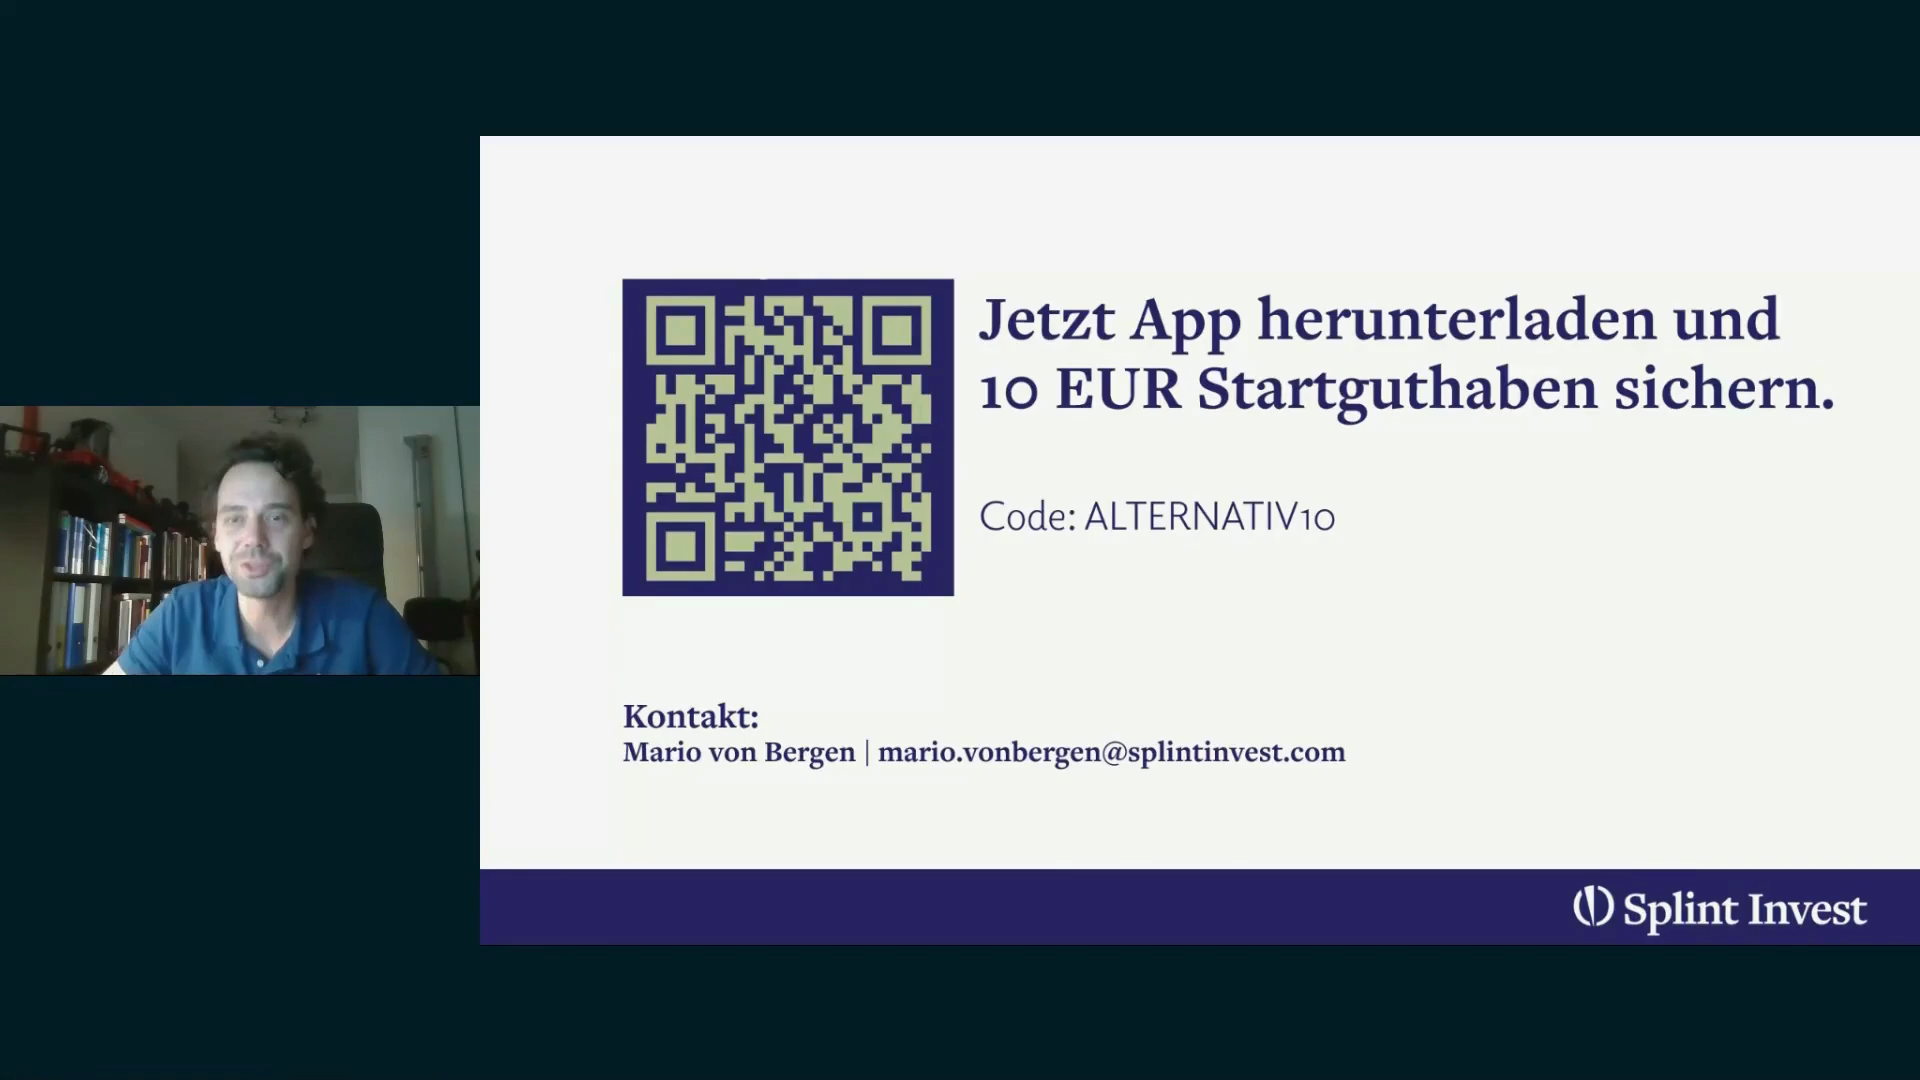 Jetzt App herunterladen und
10 EUR Startguthaben sichern.
Code: ALTERNATIV10
Kontakt:
Mario von Bergen | mario.vonbergen@splintinvest.com
Splint Invest